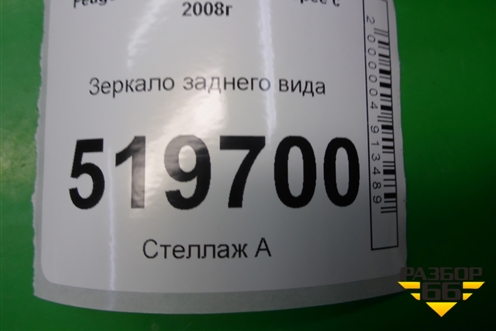 2008г
Зеркало заднего вида
519700
Стеллаж А
2000004913489
РАЗБОР
66